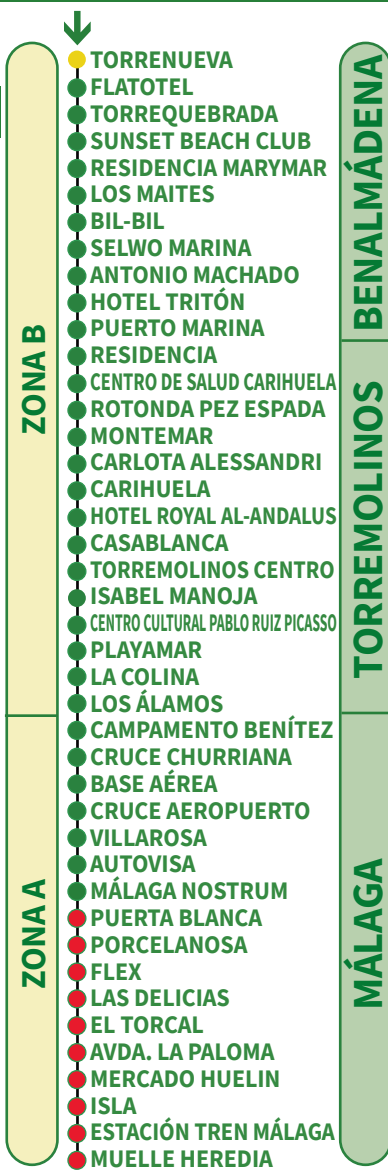 TORRENUEVA
FLATOTEL
TORREQUEBRADA
SUNSET BEACH CLUB
RESIDENCIA MARYMAR
LOS MAITES
BIL-BIL
SELWO MARINA
ANTONIO MACHADO
HOTEL TRITÓN
PUERTO MARINA
RESIDENCIA
CENTRO DE SALUD CARIHUELA
ROTONDA PEZ ESPADA
MONTEMAR
CARLOTA ALESSANDRI
CARIHUELA
HOTEL ROYAL AL-ANDALUS
CASABLANCA
TORREMOLINOS CENTRO
ISABEL MANOJA
CENTRO CULTURAL PABLO RUIZ PICASSO
PLAYAMAR
LA COLINA
LOS ÁLAMOS
CAMPAMENTO BENÍTEZ
CRUCE CHURRIANA
BASE AÉREA
CRUCE AEROPUERTO
VILLAROSA
AUTOVISA
MÁLAGA NOSTRUM
PUERTA BLANCA
PORCELANOSA
FLEX
LAS DELICIAS
EL TORCAL
AVDA. LA PALOMA
MERCADO HUELIN
ISLA
ESTACIÓN TREN MÁLAGA
MUELLE HEREDIA
ZONA B
ZONA A
BENALMÁDENA
TORREMOLINOS
MÁLAGA